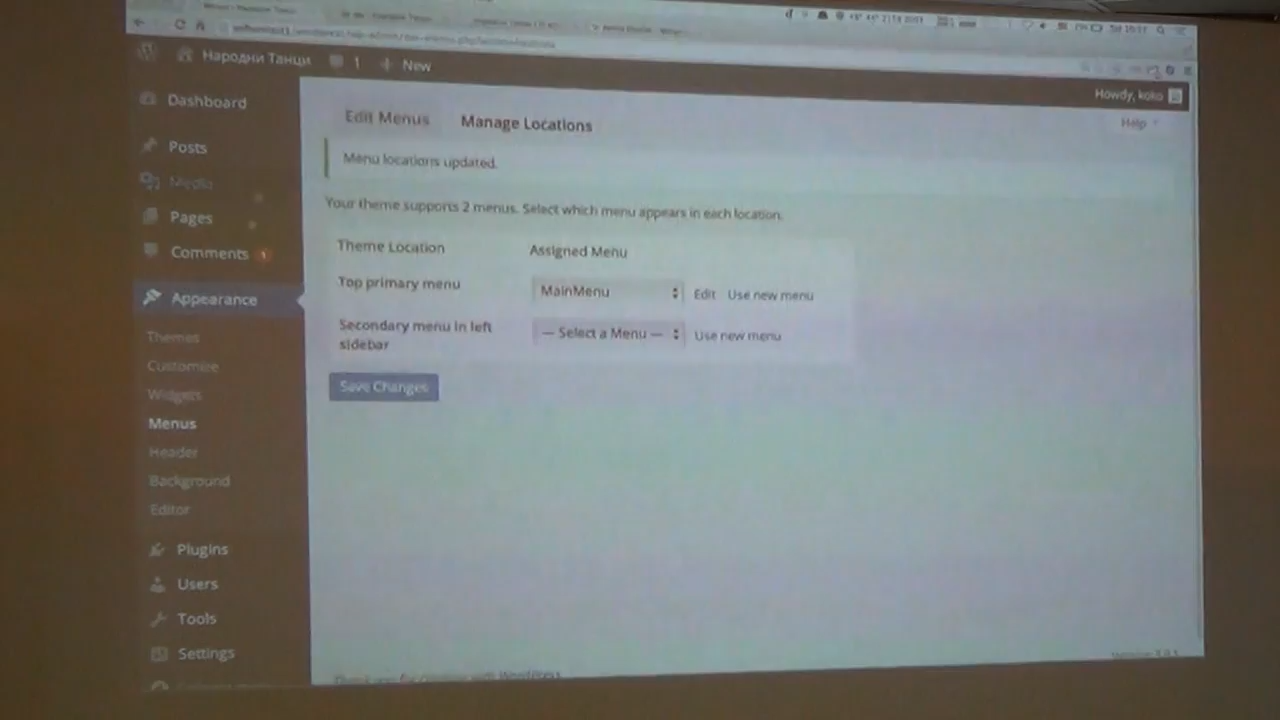 Народни Танци 1 + New
Howdy, koko
Help
Dashboard
Posts
Media
Pages
Comments 1
Appearance
Themes
Customize
Widgets
Menus
Header
Background
Editor
Plugins
Users
Tools
Settings
Edit Menus Manage Locations
Menu locations updated.
Your theme supports 2 menus. Select which menu appears in each location.
Theme Location Assigned Menu
Top primary menu MainMenu Edit Use new menu
Secondary menu in left
sidebar
— Select a Menu — Use new menu
Save Changes